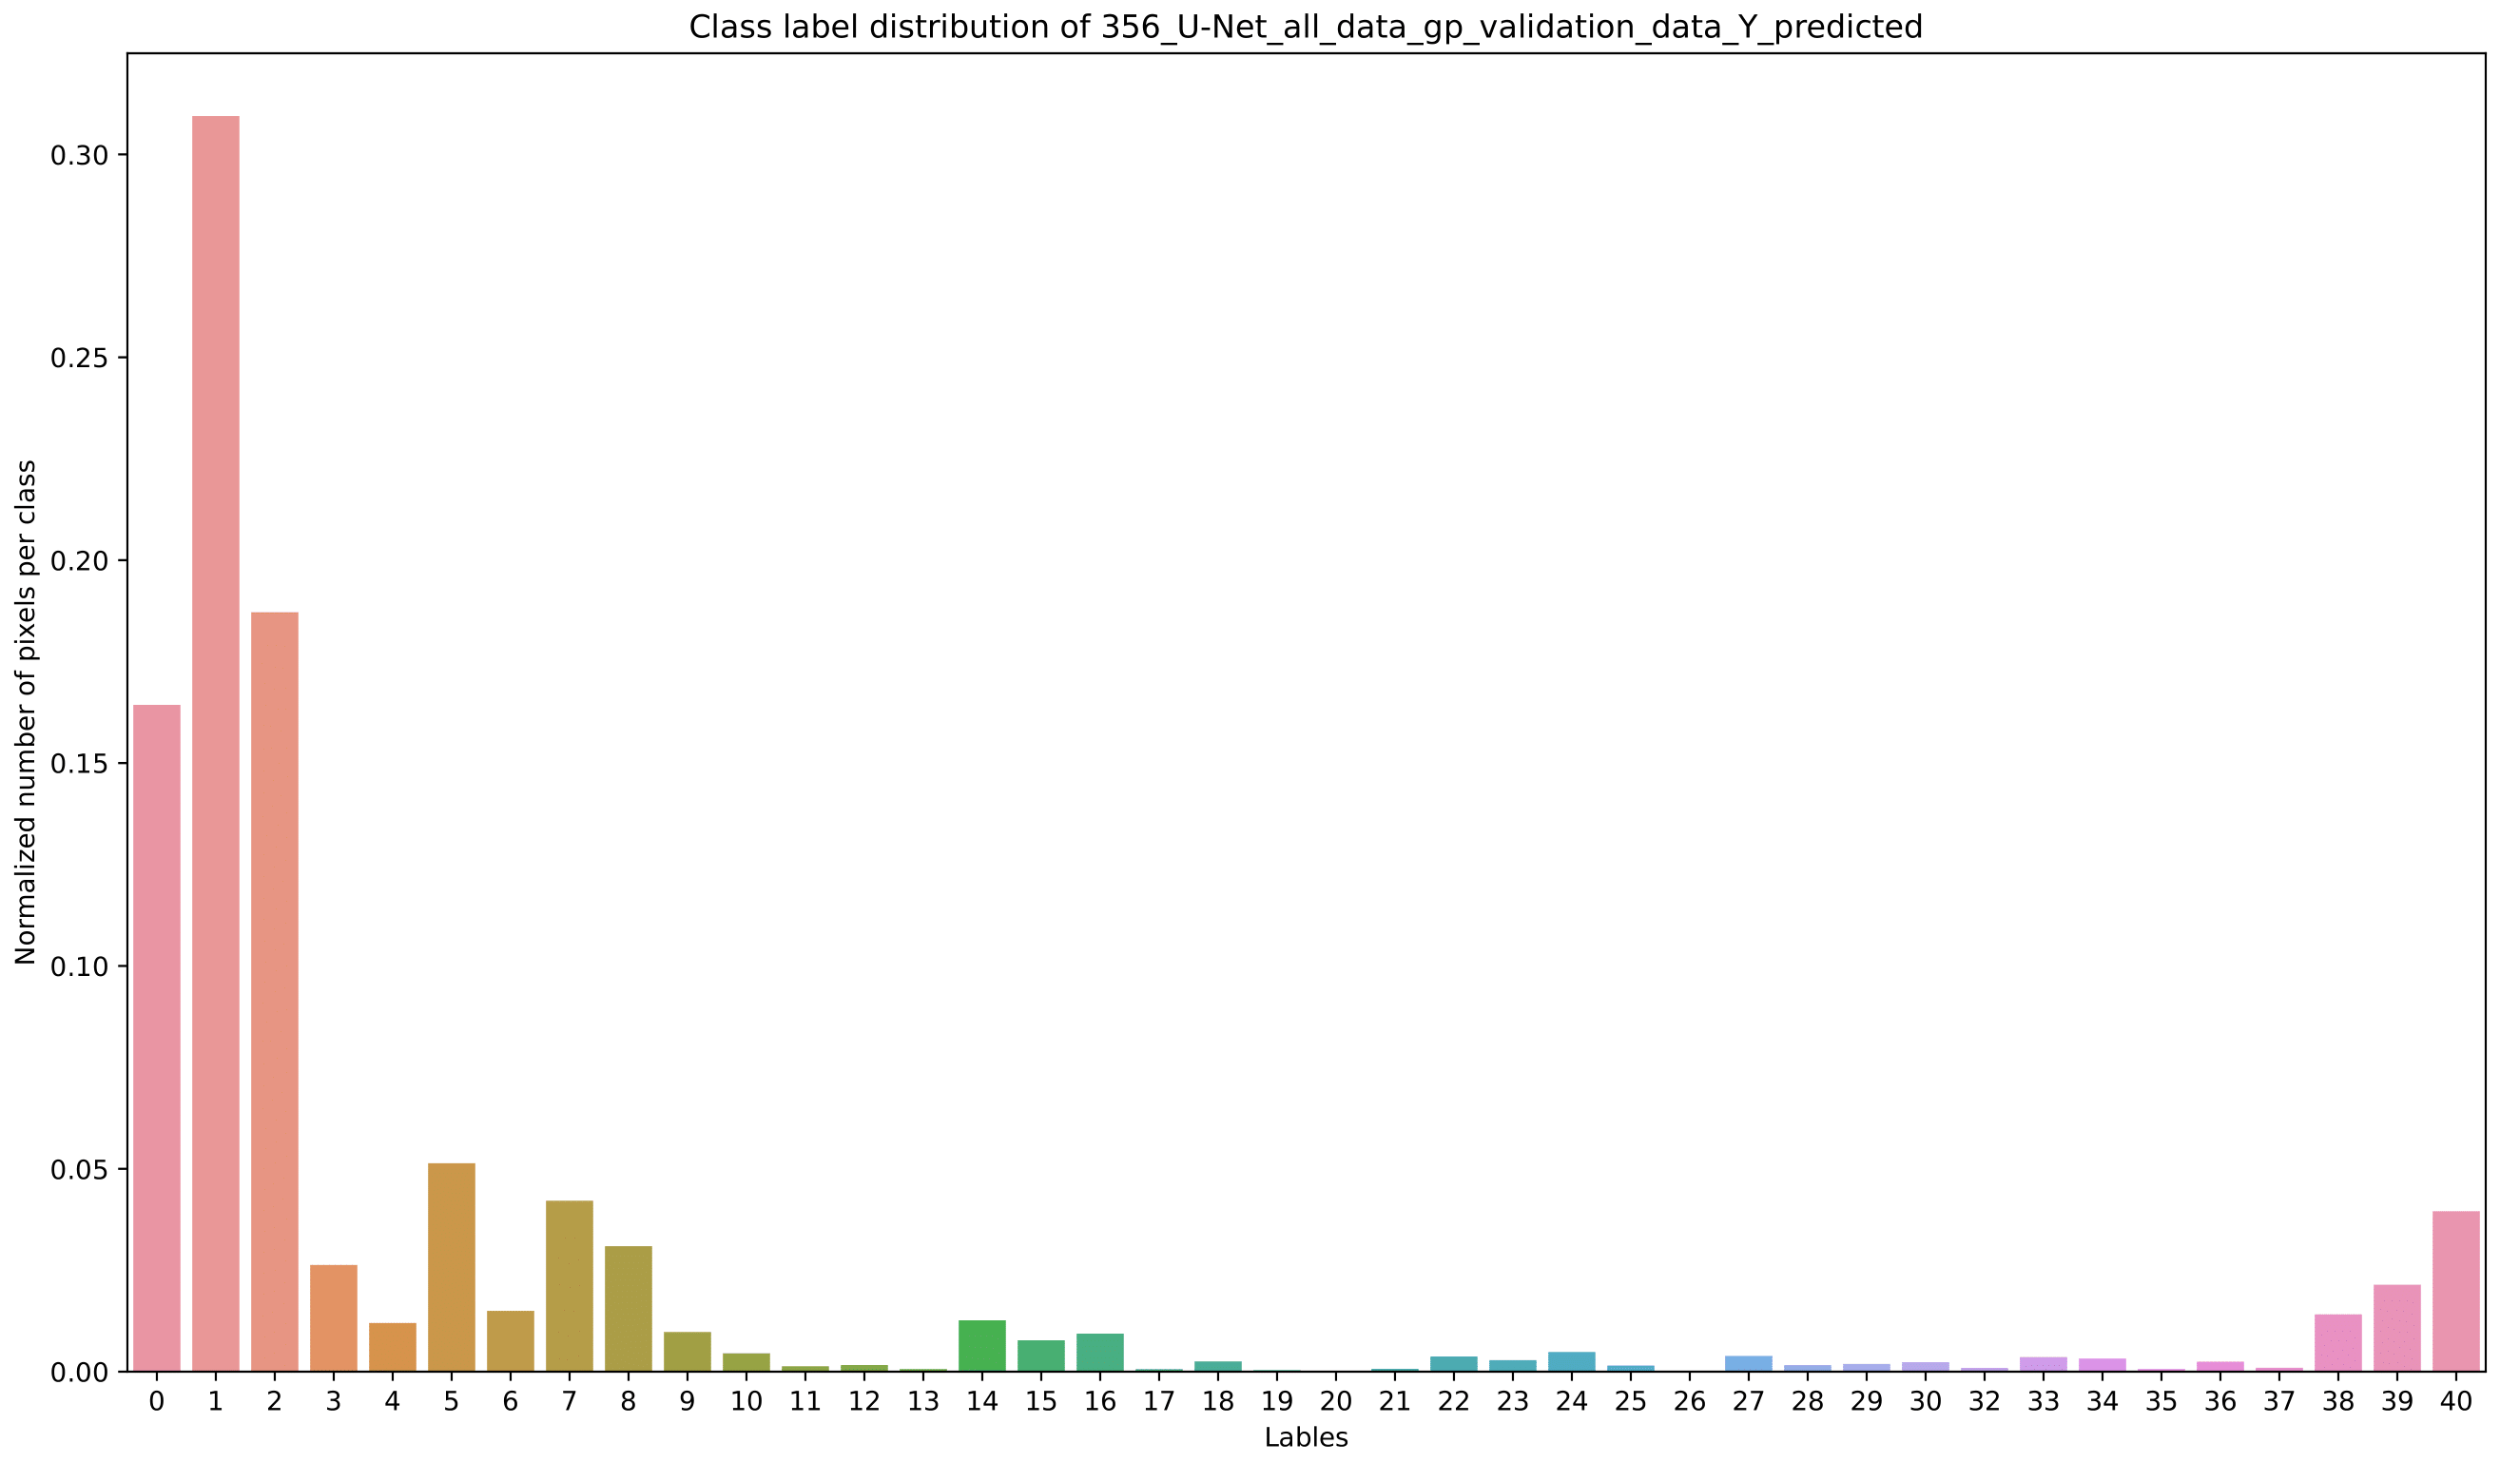 Class label distribution of 356_U-Net_all_data_gp_validation_data_Y_predicted
Normalized number of pixels per class
0.30
0.25
0.20
0.15
0.10
0.05
0.00
0 1 2 3 4 5 6 7 8 9 10 11 12 13 14 15 16 17 18 19 20 21 22 23 24 25 26 27 28 29 30 32 33 34 35 36 37 38 39 40
Lables